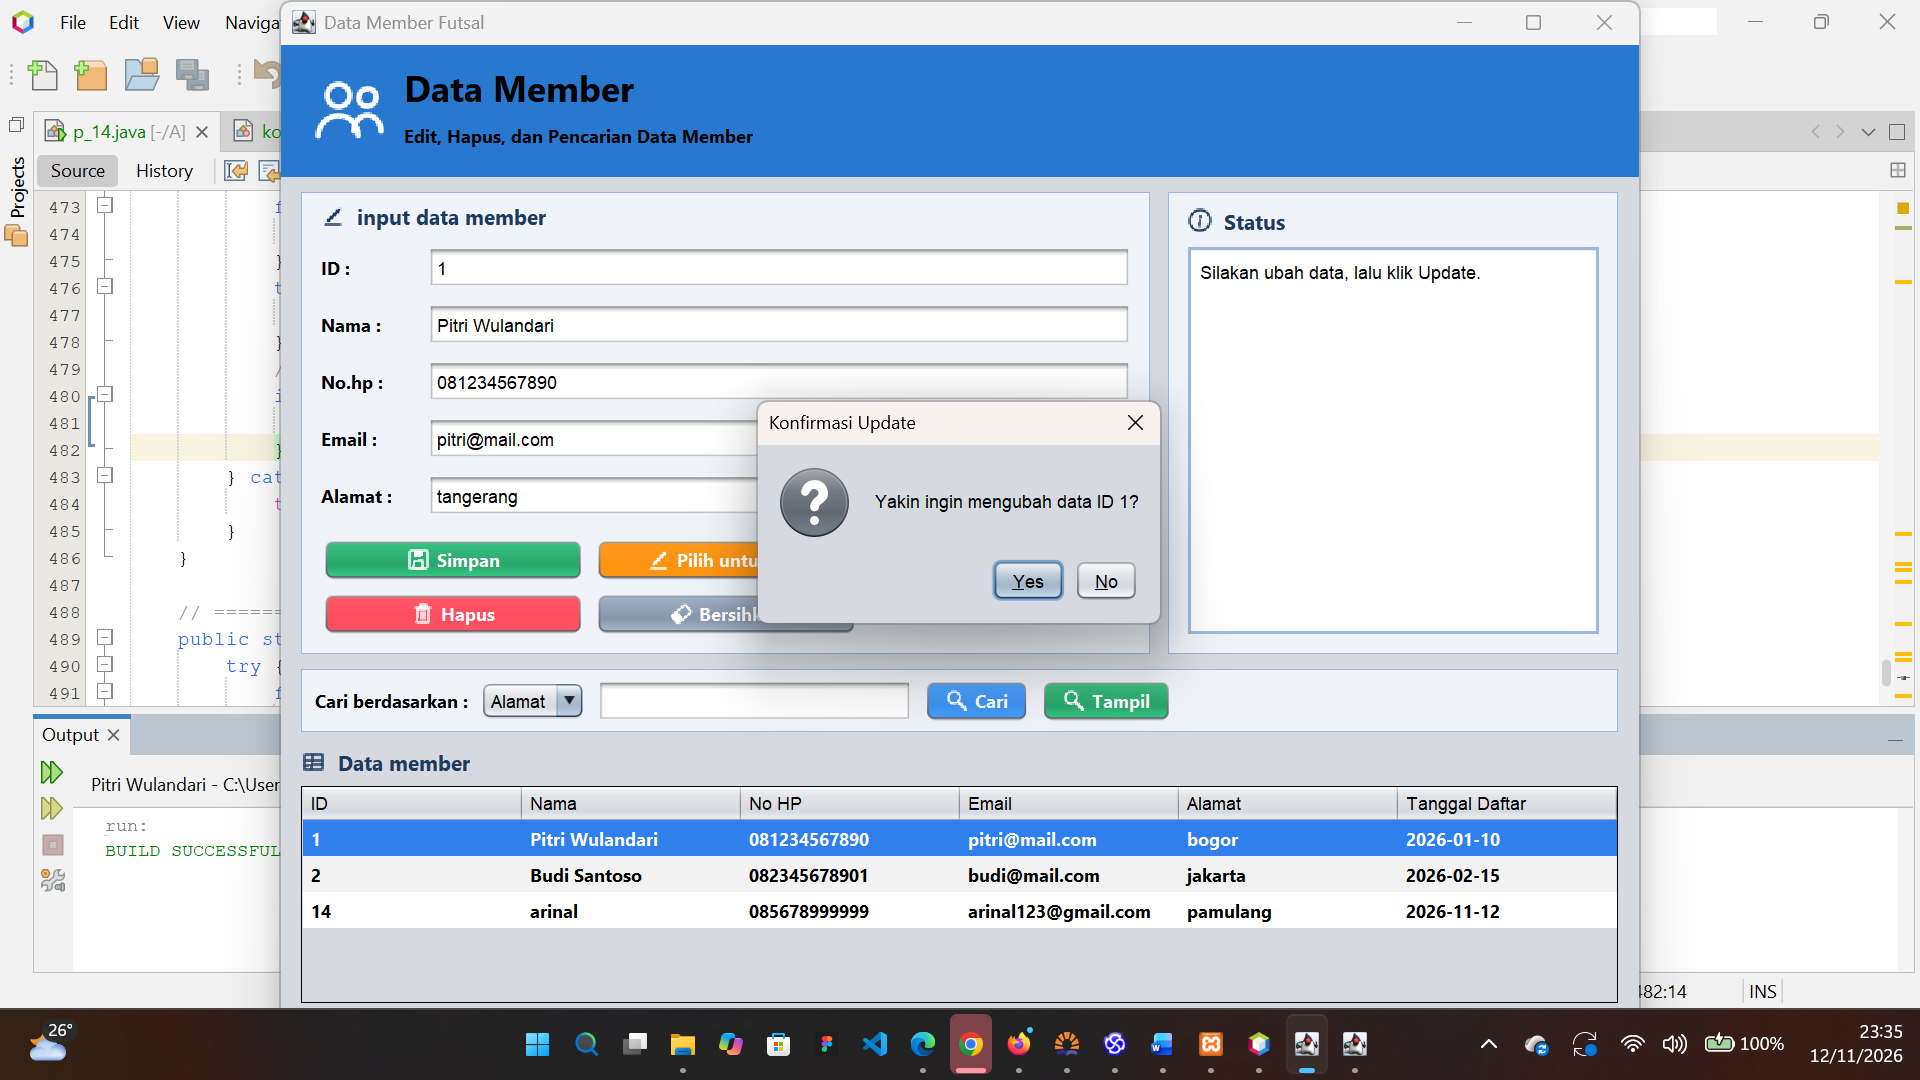 File Edit View Naviga
Data Member Futsal
Data Member
Edit, Hapus, dan Pencarian Data Member
p_14.java [-/A]
ko
Projects
Source History
473 f
474
475 }
476 t
477
478 }
479 /
480 i
481
482 }
483 } cat
484 t
485 }
486 }
487
488 // =======
489 public st
490 try {
491 f
input data member
ID : 1
Nama : Pitri Wulandari
No.hp : 081234567890
Email : pitri@mail.com
Alamat : tangerang
Simpan
Pilih untu
Hapus
Bersihk
Status
Silakan ubah data, lalu klik Update.
Konfirmasi Update
Yakin ingin mengubah data ID 1?
Yes No
Cari berdasarkan : Alamat Cari Tampil
Data member
ID Nama No HP Email Alamat Tanggal Daftar
1 Pitri Wulandari 081234567890 pitri@mail.com bogor 2026-01-10
2 Budi Santoso 082345678901 budi@mail.com jakarta 2026-02-15
14 arinal 085678999999 arinal123@gmail.com pamulang 2026-11-12
Output
Pitri Wulandari - C:\User
run:
BUILD SUCCESSFUL
482:14 INS
26°
100%
23:35
12/11/2026